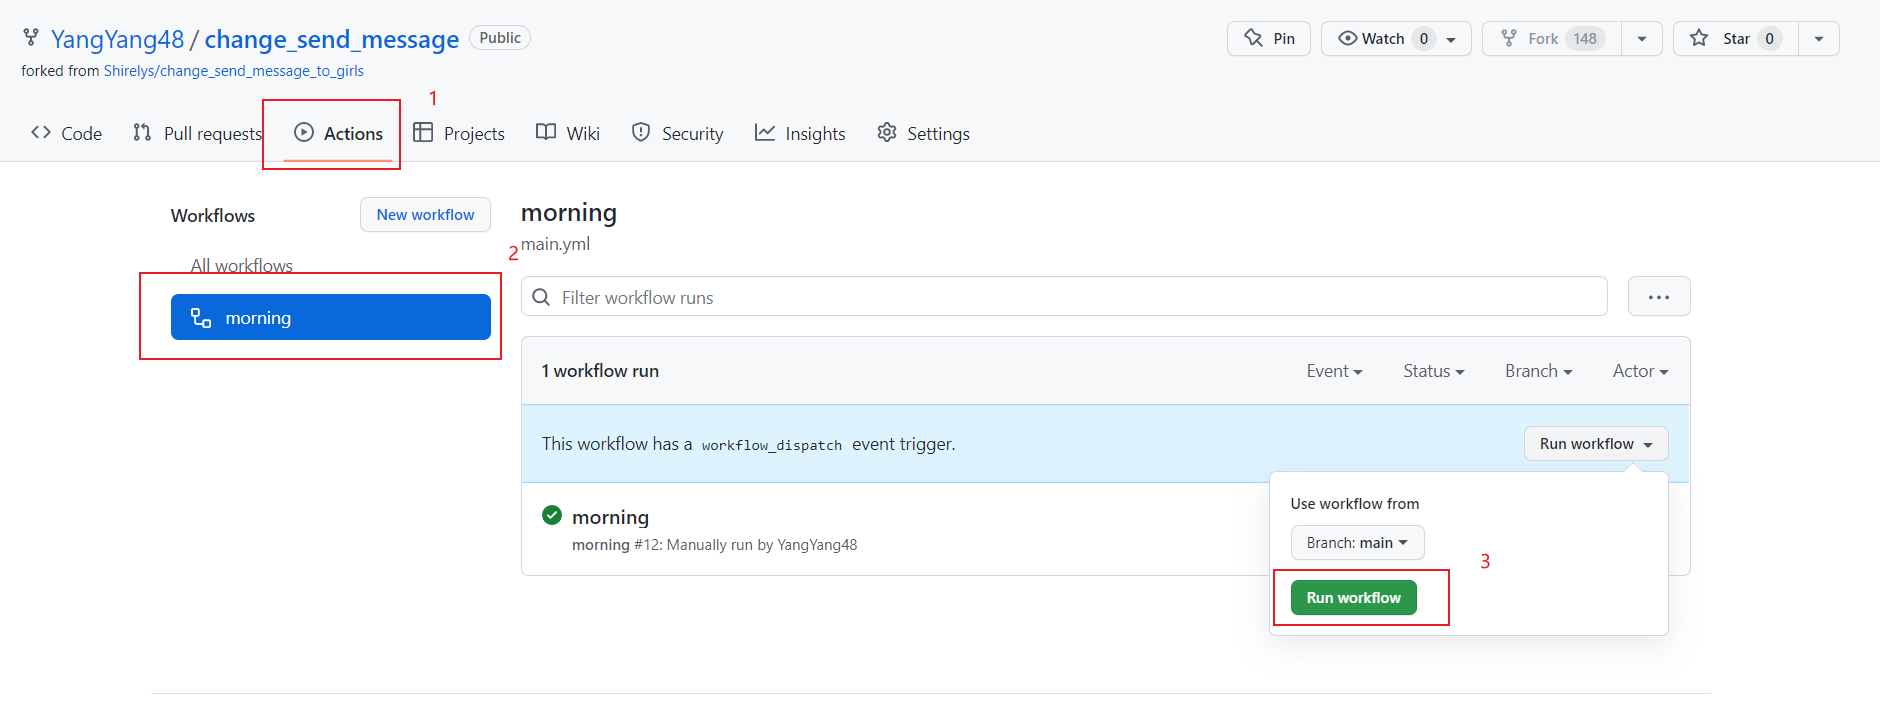 YangYang48 / change_send_message Public
Pin Watch 0 Fork 148 Star 0
forked from Shirelys/change_send_message_to_girls
1
Code Pull requests Actions Projects Wiki Security Insights Settings
Workflows New workflow
All workflows
2
morning
morning
main.yml
Filter workflow runs
1 workflow run Event Status Branch Actor
This workflow has a workflow_dispatch event trigger. Run workflow
Use workflow from
Branch: main
3
Run workflow
morning
morning #12: Manually run by YangYang48